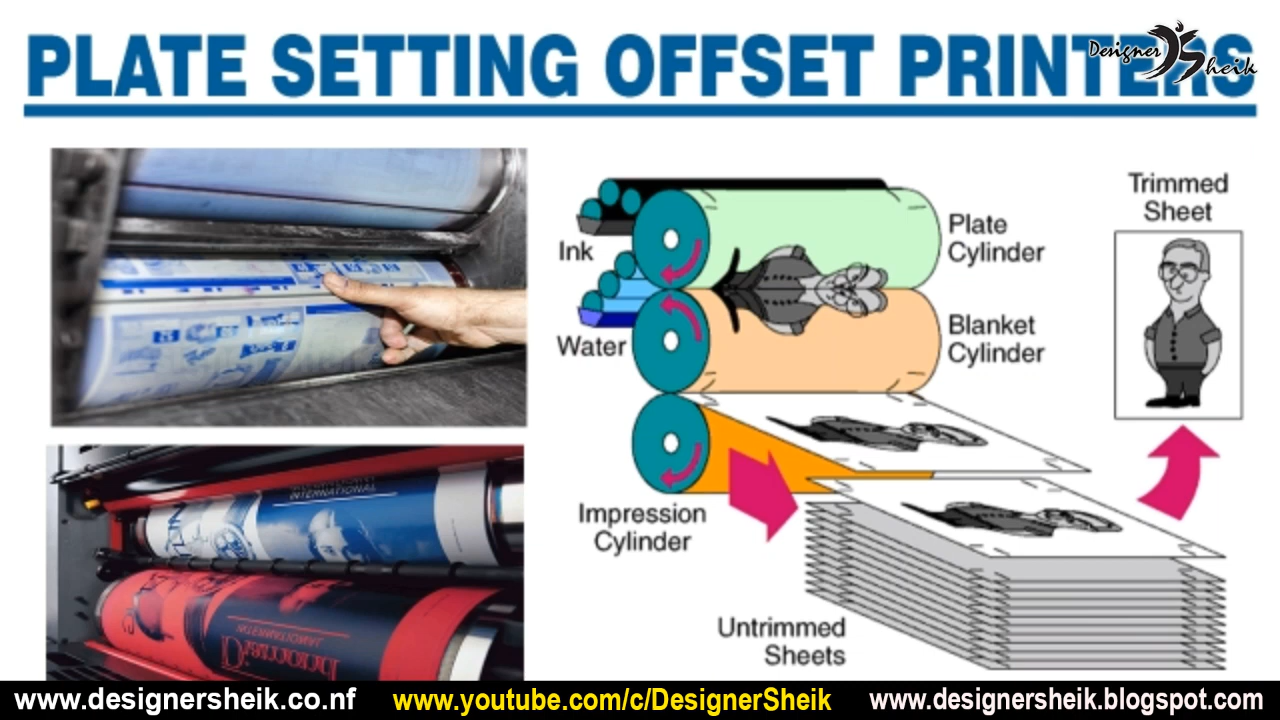 PLATE SETTING OFFSET PRINTERS
Designer
Sheik
Trimmed
Sheet
Ink
Plate
Cylinder
Water
Blanket
Cylinder
INTERNATIONAL
Impression
Cylinder
Untrimmed
Sheets
www.designersheik.co.nf
www.youtube.com/c/DesignerSheik
www.designersheik.blogspot.com